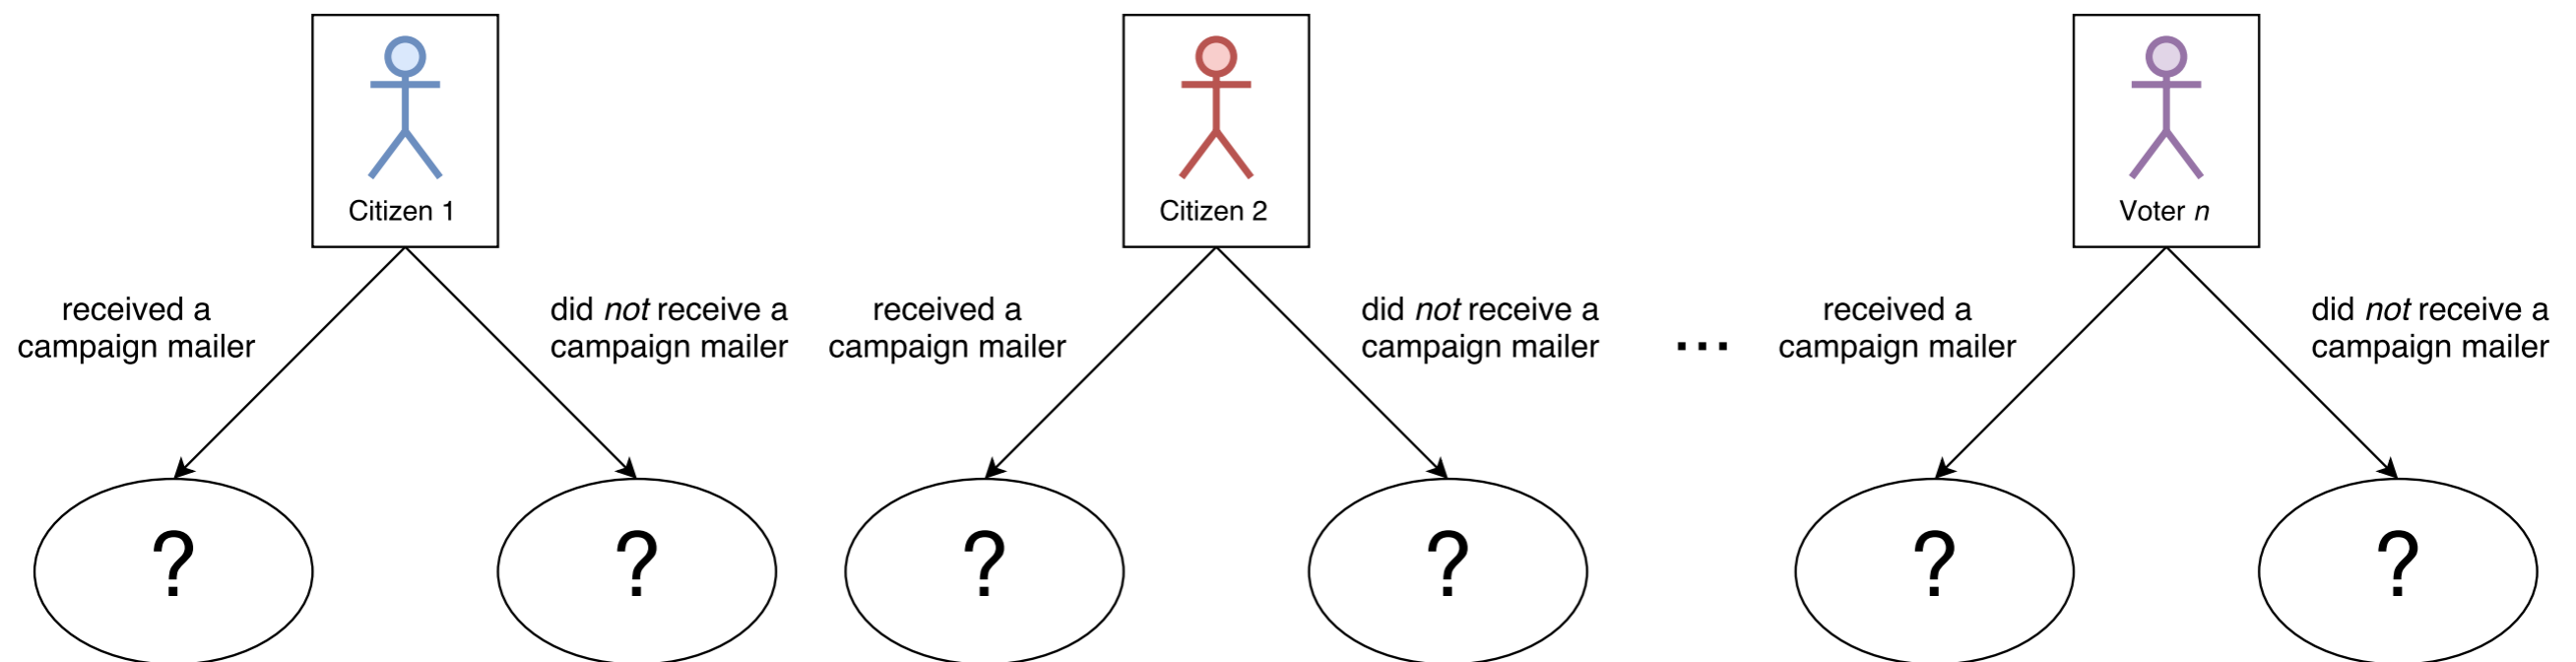 Citizen 1
Citizen 2
Voter n
received a
campaign mailer
did not receive a
campaign mailer
received a
campaign mailer
did not receive a
campaign mailer
...
received a
campaign mailer
did not receive a
campaign mailer
?
?
?
?
?
?